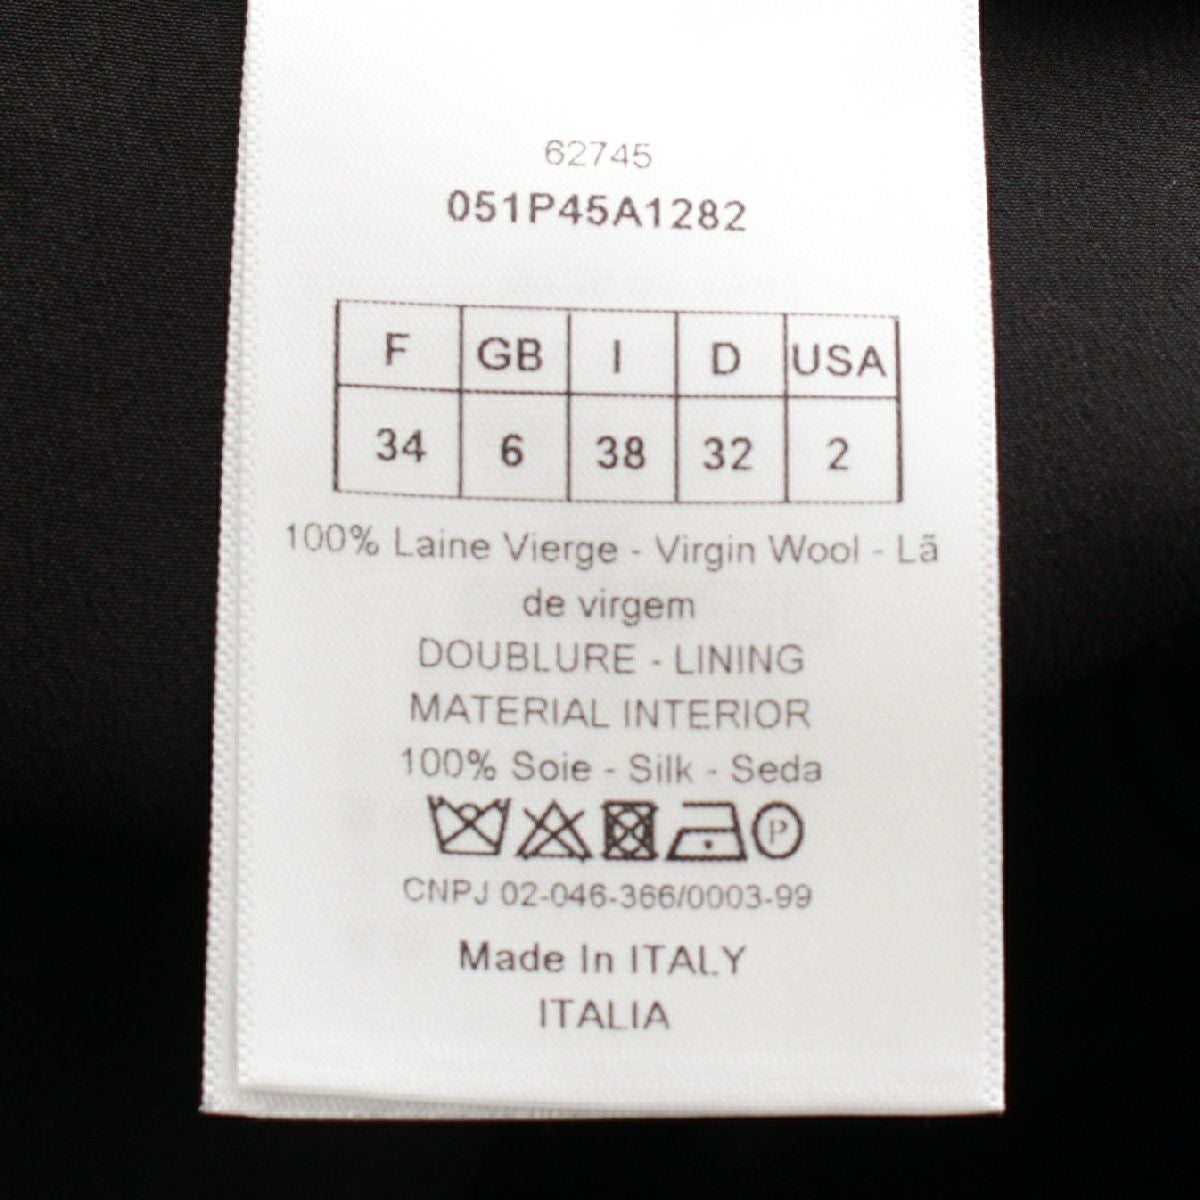 62745
051P45A1282
F GB I D USA
34 6 38 32 2
100% Laine Vierge - Virgin Wool - Lã
de virgem
DOUBLURE - LINING
MATERIAL INTERIOR
100% Soie - Silk - Seda
P
CNPJ 02-046-366/0003-99
Made In ITALY
ITALIA